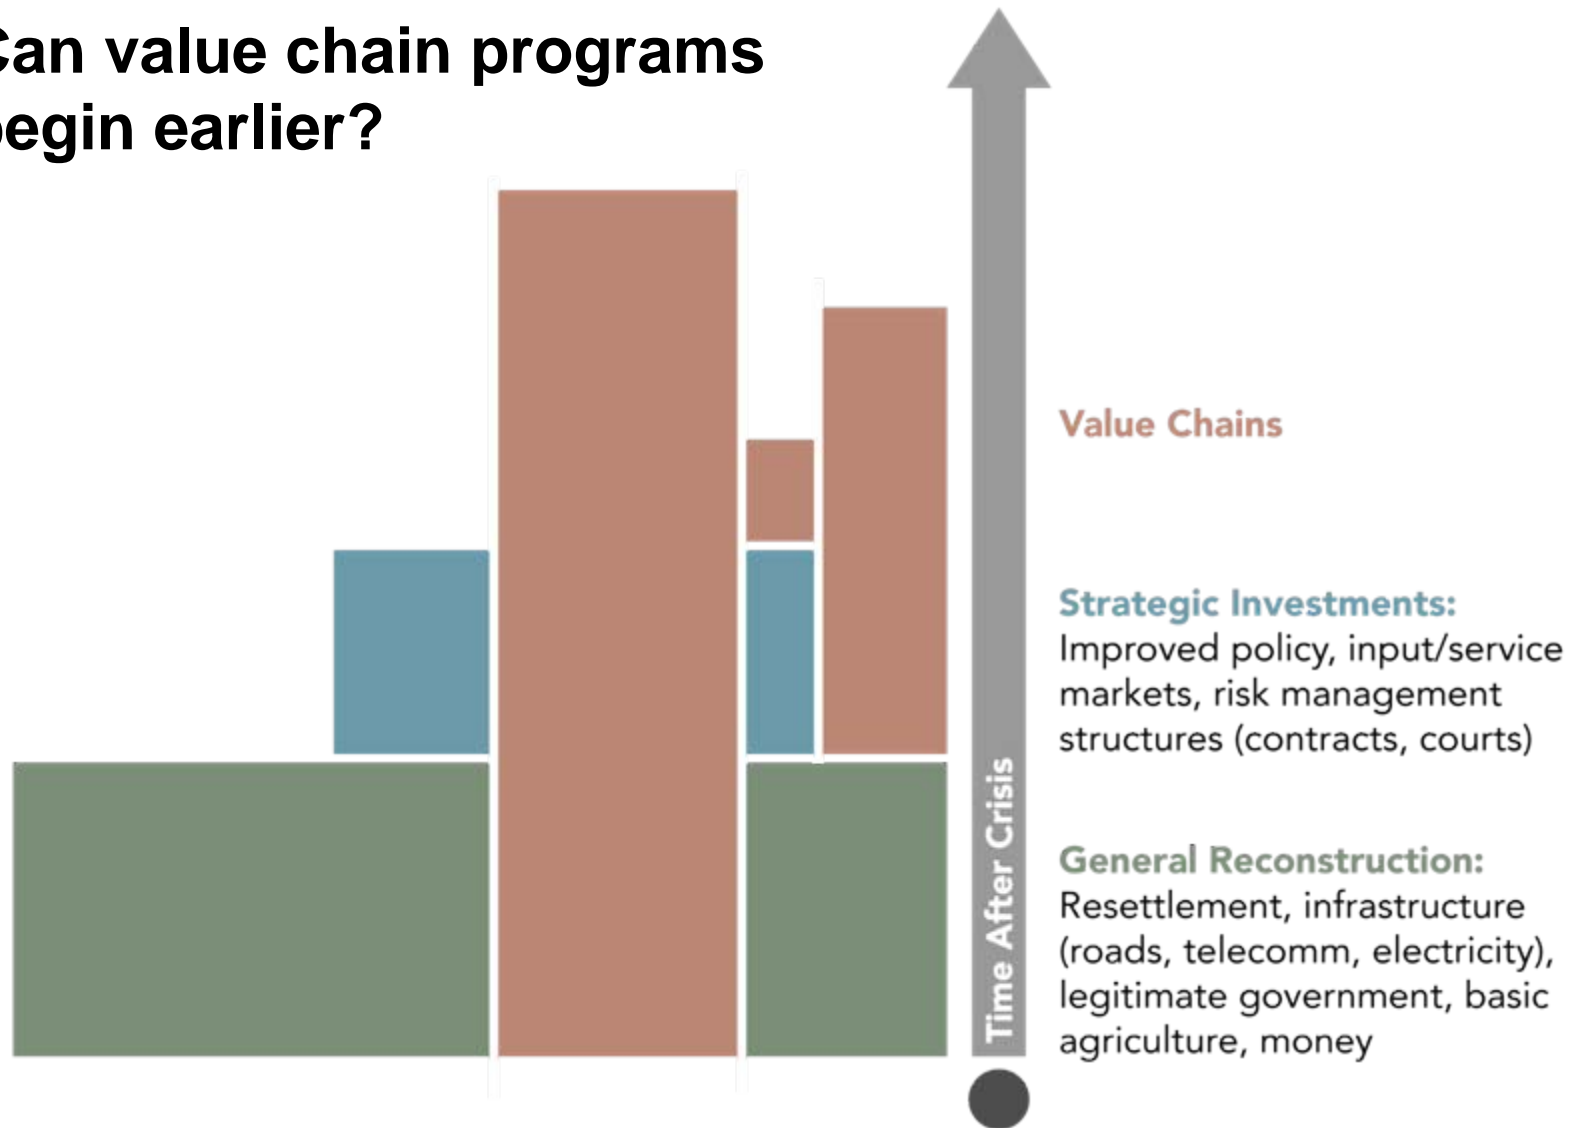 Can value chain programs
begin earlier?
Value Chains
Strategic Investments:
Improved policy, input/service
markets, risk management
structures (contracts, courts)
General Reconstruction:
Resettlement, infrastructure
(roads, telecomm, electricity),
legitimate government, basic
agriculture, money
Time After Crisis